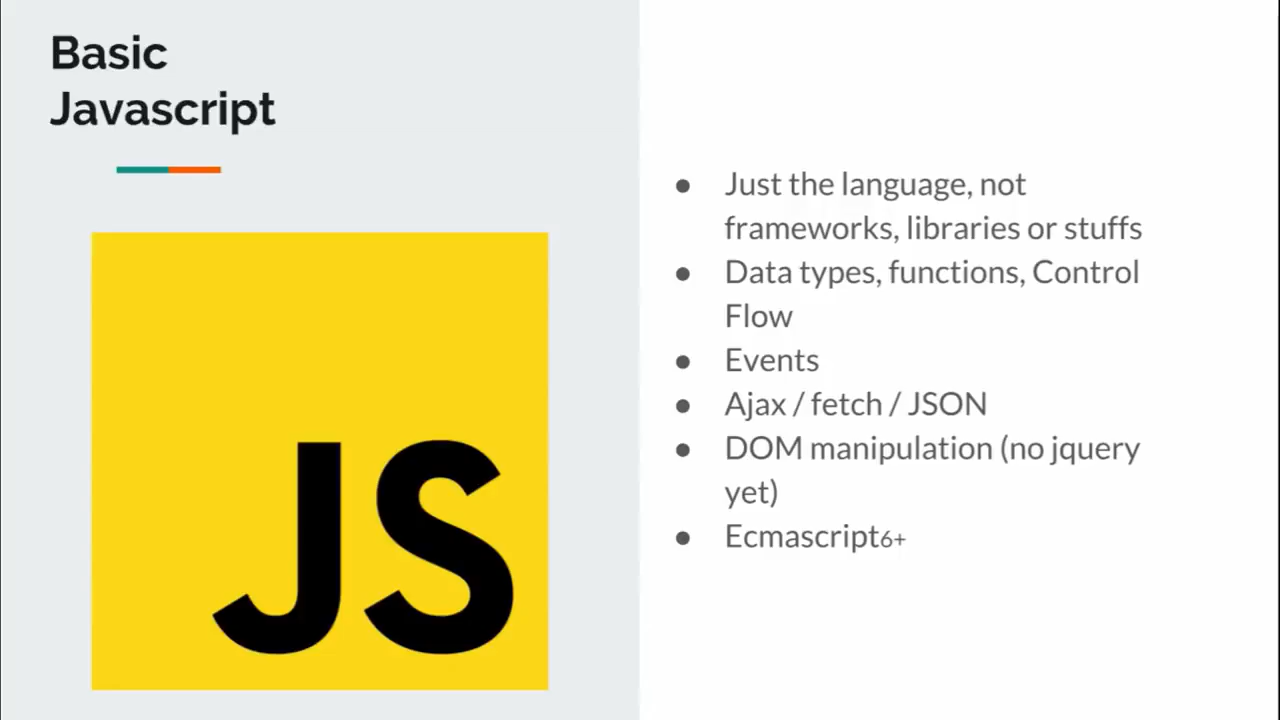 Basic
Javascript
JS
● Just the language, not
frameworks, libraries or stuffs
● Data types, functions, Control
Flow
● Events
● Ajax / fetch / JSON
● DOM manipulation (no jquery
yet)
● Ecmascript6+